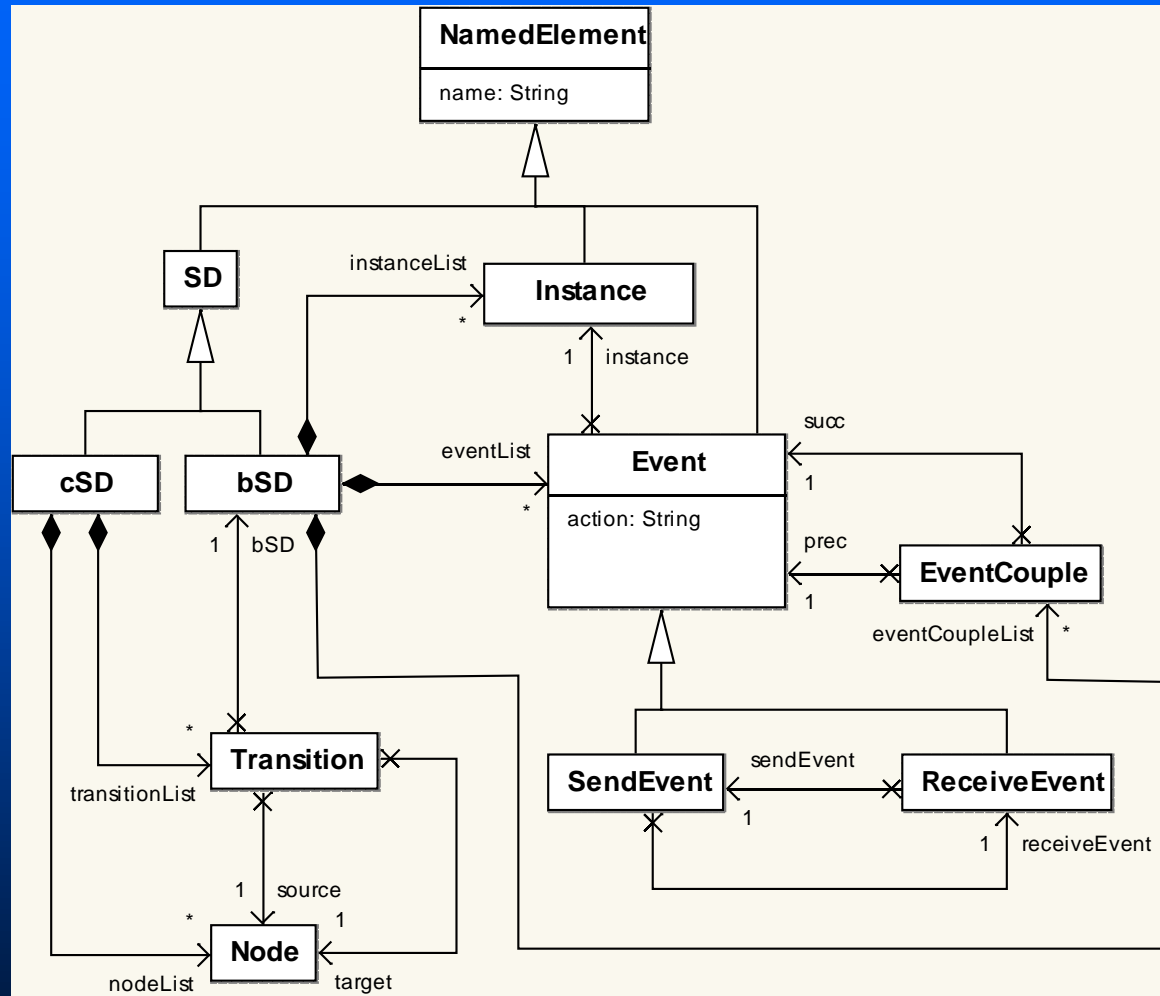 NamedElement
name: String
instanceList
SD
Instance
*
1 instance
succ
eventList
Event
cSD
bSD
1
*
action: String
1 bSD
prec
EventCouple
1
eventCoupleList *
*
Transition
sendEvent
SendEvent
ReceiveEvent
transitionList
1
1 receiveEvent
1 source
*
1
Node
nodeList
target